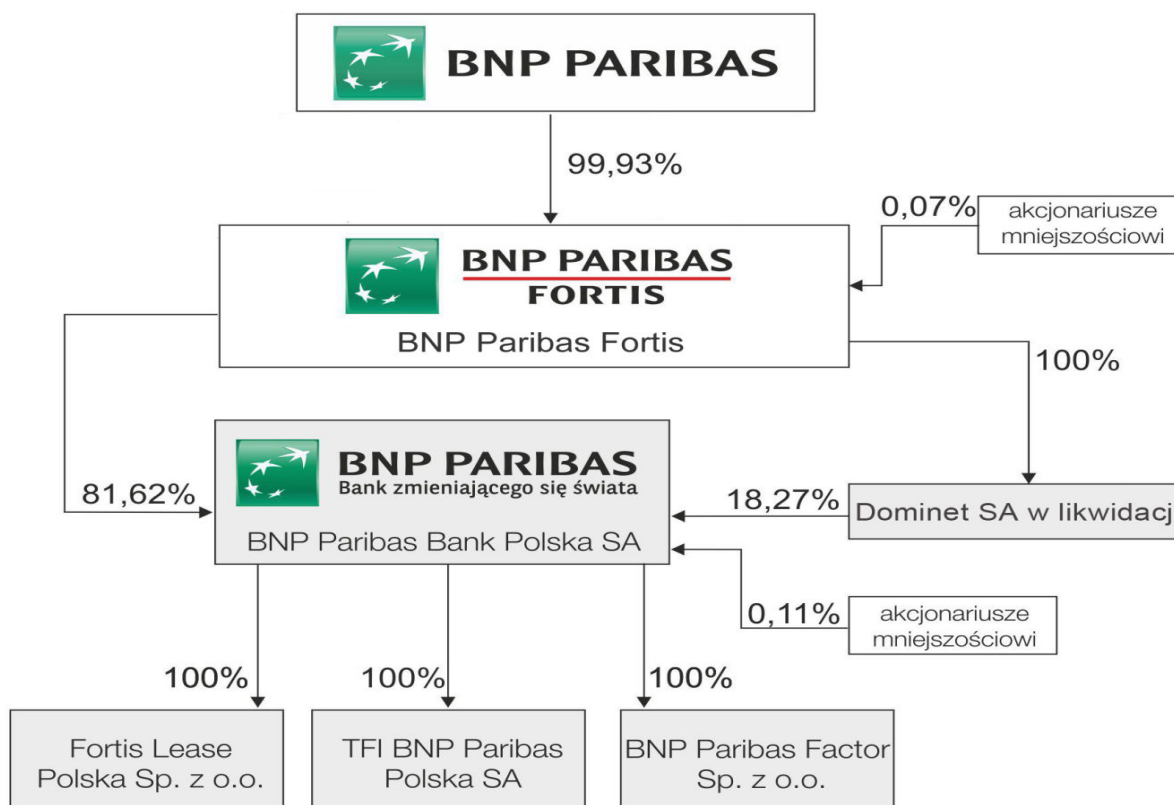 BNP PARIBAS
99,93%
0,07%
akcjonariusze
mniejszościowi
BNP PARIBAS
FORTIS
BNP Paribas Fortis
100%
BNP PARIBAS
Bank zmieniającego się świata
BNP Paribas Bank Polska SA
81,62%
18,27%
Dominet SA w likwidacji
0,11%
akcjonariusze
mniejszościowi
100%
100%
100%
Fortis Lease
Polska Sp. z o.o.
TFI BNP Paribas
Polska SA
BNP Paribas Factor
Sp. z o.o.